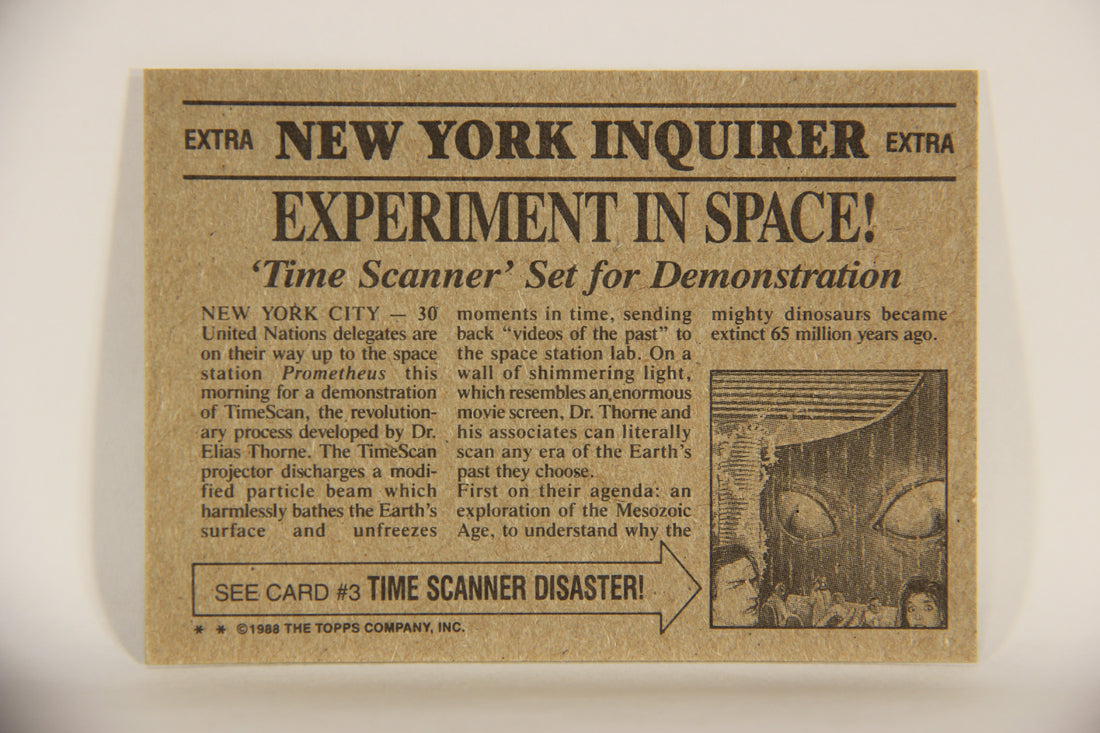 EXTRA NEW YORK INQUIRER EXTRA
EXPERIMENT IN SPACE!
‘Time Scanner’ Set for Demonstration
NEW YORK CITY — 30
United Nations delegates are
on their way up to the space
station Prometheus this
morning for a demonstration
of TimeScan, the revolution-
ary process developed by Dr.
Elias Thorne. The TimeScan
projector discharges a modi-
fied particle beam which
harmlessly bathes the Earth's
surface and unfreezes
moments in time, sending
back “videos of the past” to
the space station lab. On a
wall of shimmering light,
which resembles an enormous
movie screen, Dr. Thorne and
his associates can literally
scan any era of the Earth's
past they choose.
First on their agenda: an
exploration of the Mesozoic
Age, to understand why the
mighty dinosaurs became
extinct 65 million years ago.
SEE CARD #3 TIME SCANNER DISASTER!
* * ©1988 THE TOPPS COMPANY, INC.